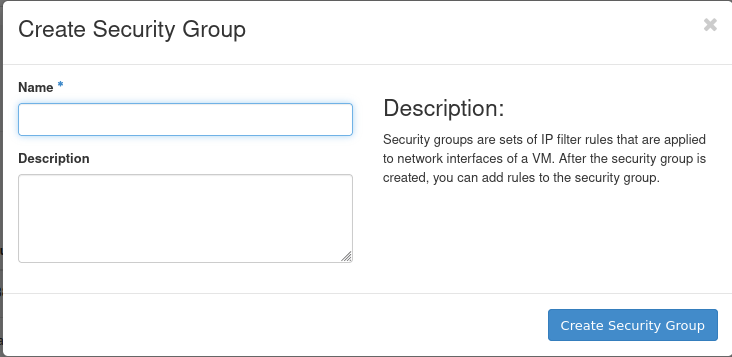 Create Security Group
Name *
Description:
Security groups are sets of IP filter rules that are applied
to network interfaces of a VM. After the security group is
created, you can add rules to the security group.
Description
Create Security Group